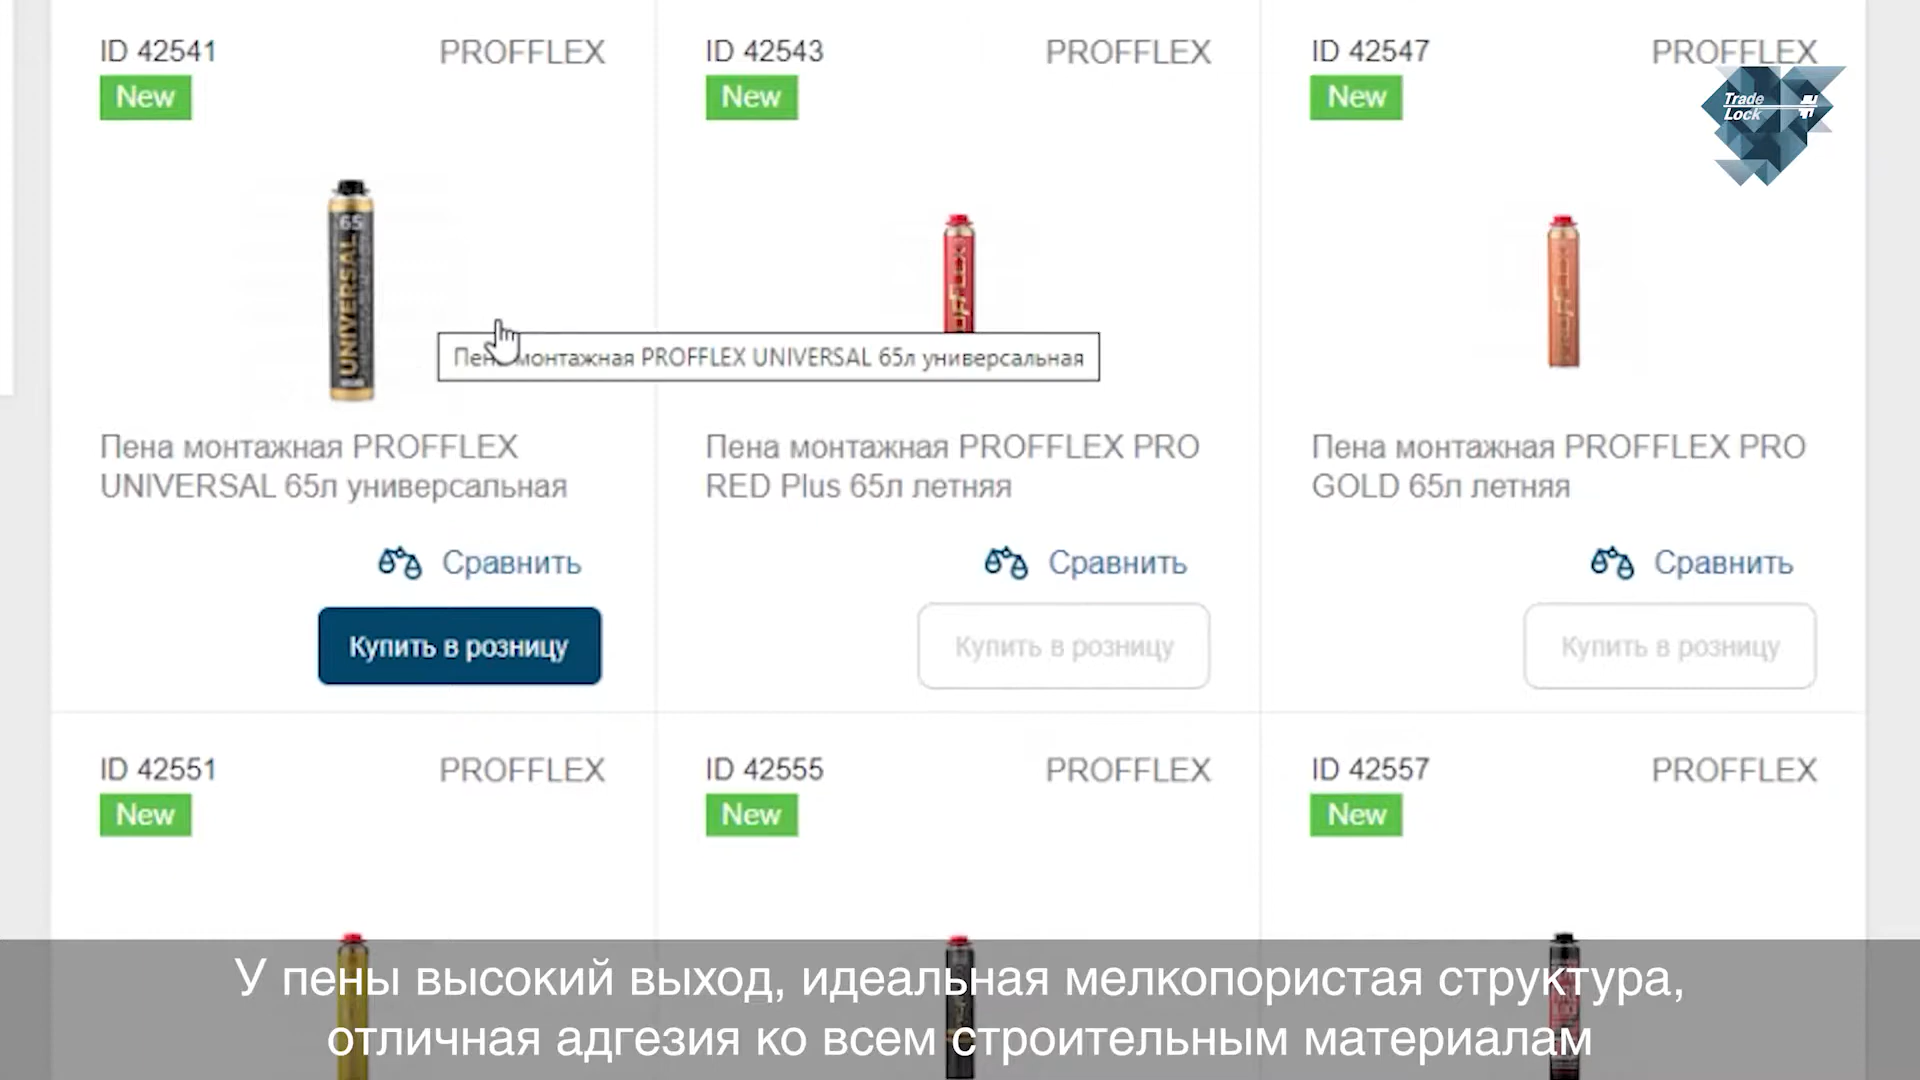 ID 42541 PROFFLEX
New
ID 42543 PROFFLEX
New
ID 42547 PROFFLEX
New
Trade
Lock
65
UNIVERSAL
Пена монтажная PROFFLEX UNIVERSAL 65л универсальная
Пена монтажная PROFFLEX
UNIVERSAL 65л универсальная
Сравнить
Купить в розницу
Пена монтажная PROFFLEX PRO
RED Plus 65л летняя
Сравнить
Купить в розницу
Пена монтажная PROFFLEX PRO
GOLD 65л летняя
Сравнить
Купить в розницу
ID 42551 PROFFLEX
New
ID 42555 PROFFLEX
New
ID 42557 PROFFLEX
New
У пены высокий выход, идеальная мелкопористая структура,
отличная адгезия ко всем строительным материалам